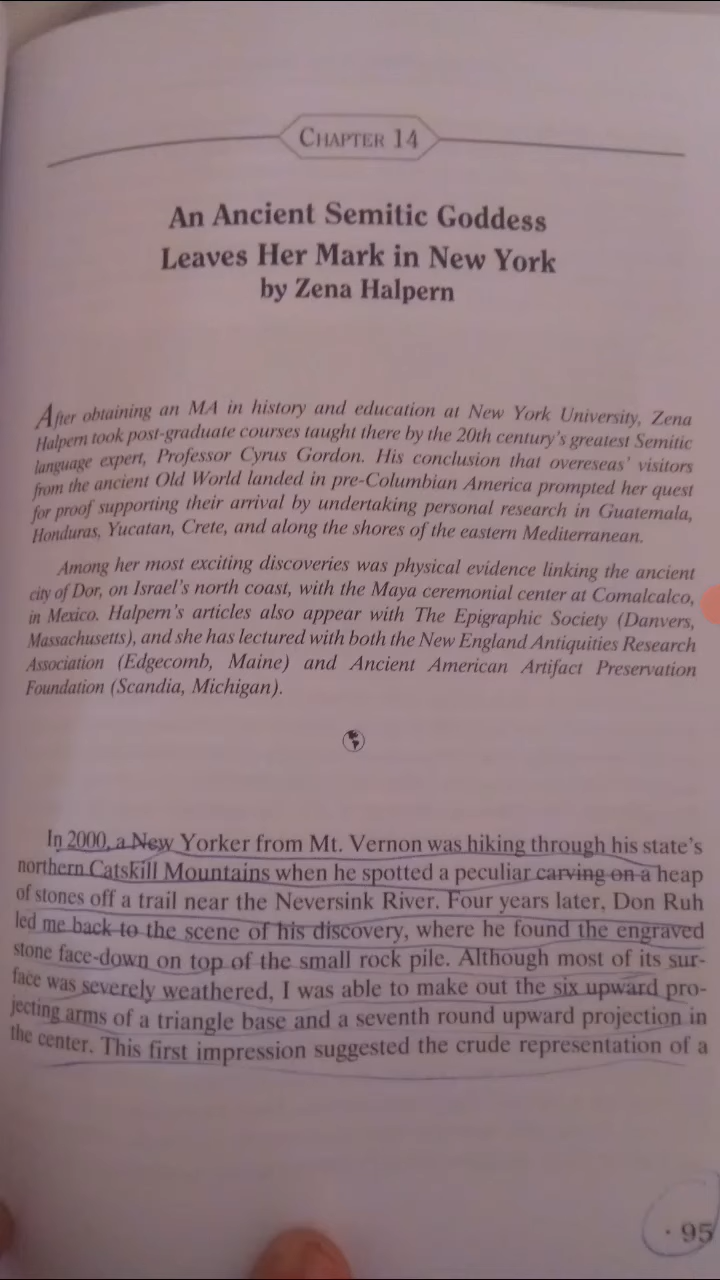 CHAPTER 14
An Ancient Semitic Goddess
Leaves Her Mark in New York
by Zena Halpern
After obtaining an MA in history and education at New York University, Zena
Halpern took post-graduate courses taught there by the 20th century's greatest Semitic
language expert, Professor Cyrus Gordon. His conclusion that overeseas' visitors
from the ancient Old World landed in pre-Columbian America prompted her quest
for proof supporting their arrival by undertaking personal research in Guatemala,
Honduras, Yucatan, Crete, and along the shores of the eastern Mediterranean.
Among her most exciting discoveries was physical evidence linking the ancient
city of Dor, on Israel's north coast, with the Maya ceremonial center at Comalcalco,
in Mexico. Halpern's articles also appear with The Epigraphic Society (Danvers,
Massachusetts), and she has lectured with both the New England Antiquities Research
Association (Edgecomb, Maine) and Ancient American Artifact Preservation
Foundation (Scandia, Michigan).
In 2000, a New Yorker from Mt. Vernon was hiking through his state's
northern Catskill Mountains when he spotted a peculiar carving on a heap
of stones off a trail near the Neversink River. Four years later, Don Ruh
led me back to the scene of his discovery, where he found the engraved
stone face-down on top of the small rock pile. Although most of its sur-
face was severely weathered, I was able to make out the six upward pro-
jecting arms of a triangle base and a seventh round upward projection in
the center. This first impression suggested the crude representation of a
· 95